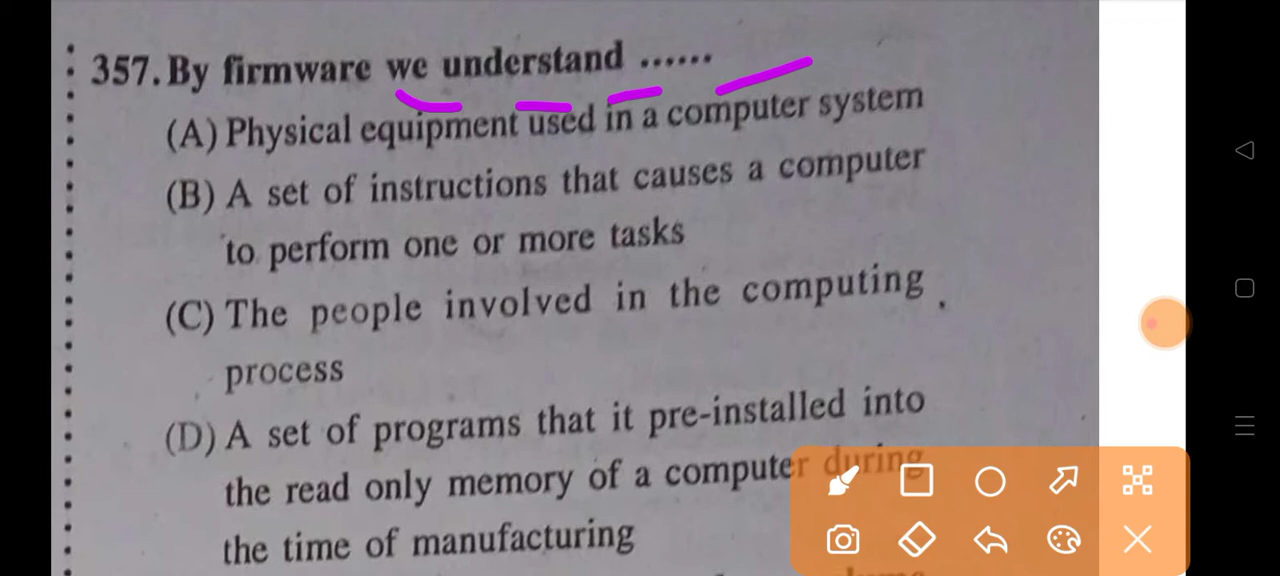 357. By firmware we understand ......
(A) Physical equipment used in a computer system
(B) A set of instructions that causes a computer
to perform one or more tasks
(C) The people involved in the computing
process
(D) A set of programs that it pre-installed into
the read only memory of a computer during
the time of manufacturing